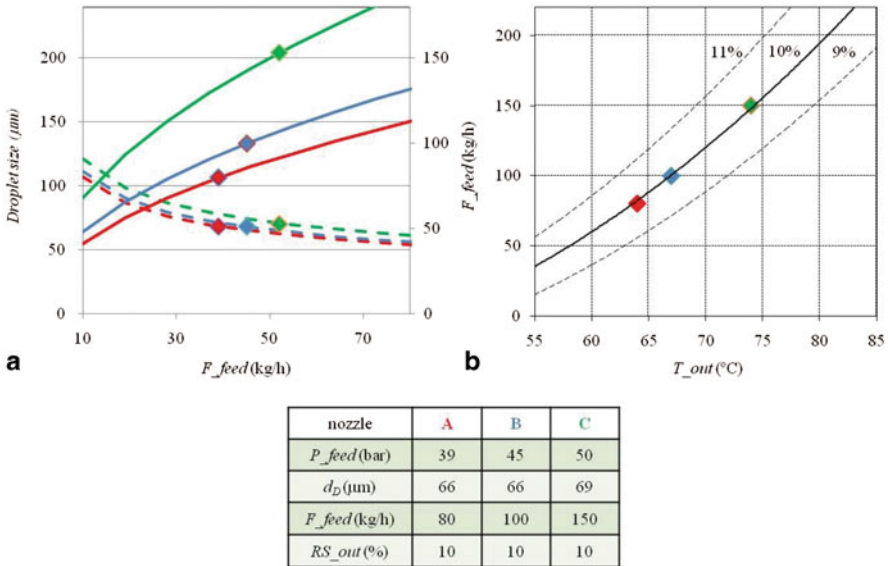 200
150
100
50
0
Droplet size (µm)
150
100
50
0
F_feed (kg/h)
10
30
50
70
F_feed (kg/h)
a
200
150
100
50
0
11%
10%
9%
55
60
65
70
75
80
85
T_out (°C)
b
nozzle A B C
P_feed (bar) 39 45 50
d_D (µm) 66 66 69
F_feed (kg/h) 80 100 150
RS_out (%) 10 10 10